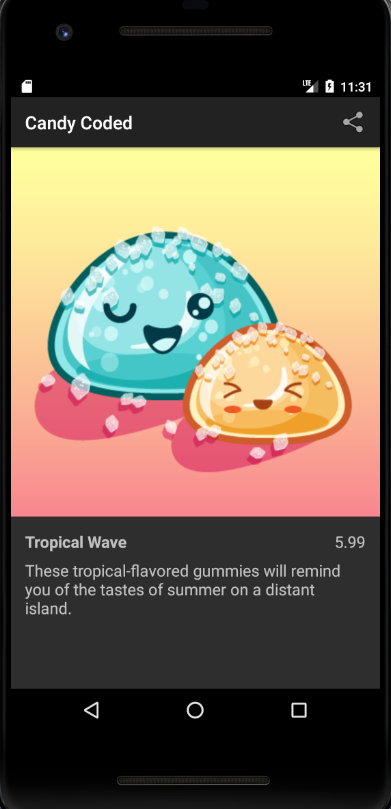 LTE 11:31
Candy Coded
Tropical Wave 5.99
These tropical-flavored gummies will remind
you of the tastes of summer on a distant
island.